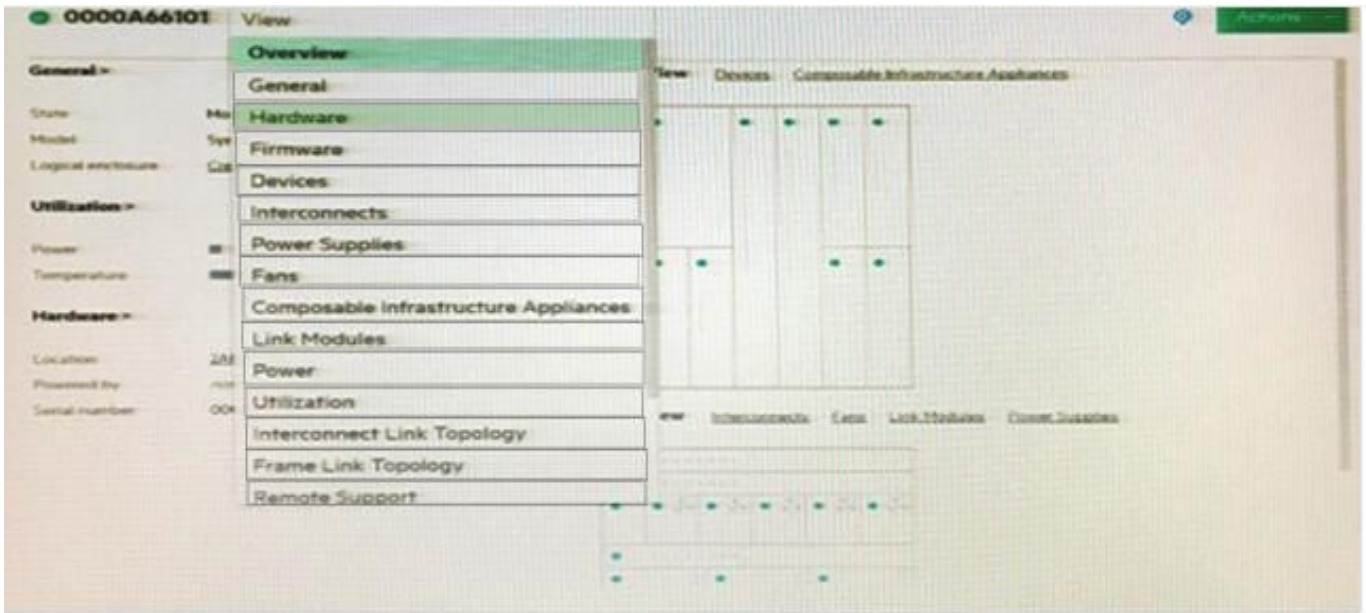 0000A66101 View Actions
Overview
General
Hardware
Firmware
Devices
Interconnects
Power Supplies
Fans
Composable Infrastructure Appliances
Link Modules
Power
Utilization
Interconnect Link Topology
Frame Link Topology
Remote Support
General
State Mo
Model Sy
Logical enclosure
Utilization
Power
Temperature
Hardware
Location
Powered by
Serial number
View Devices Composable Infrastructure Appliances
Interconnects Fans Link Modules Power Supplies